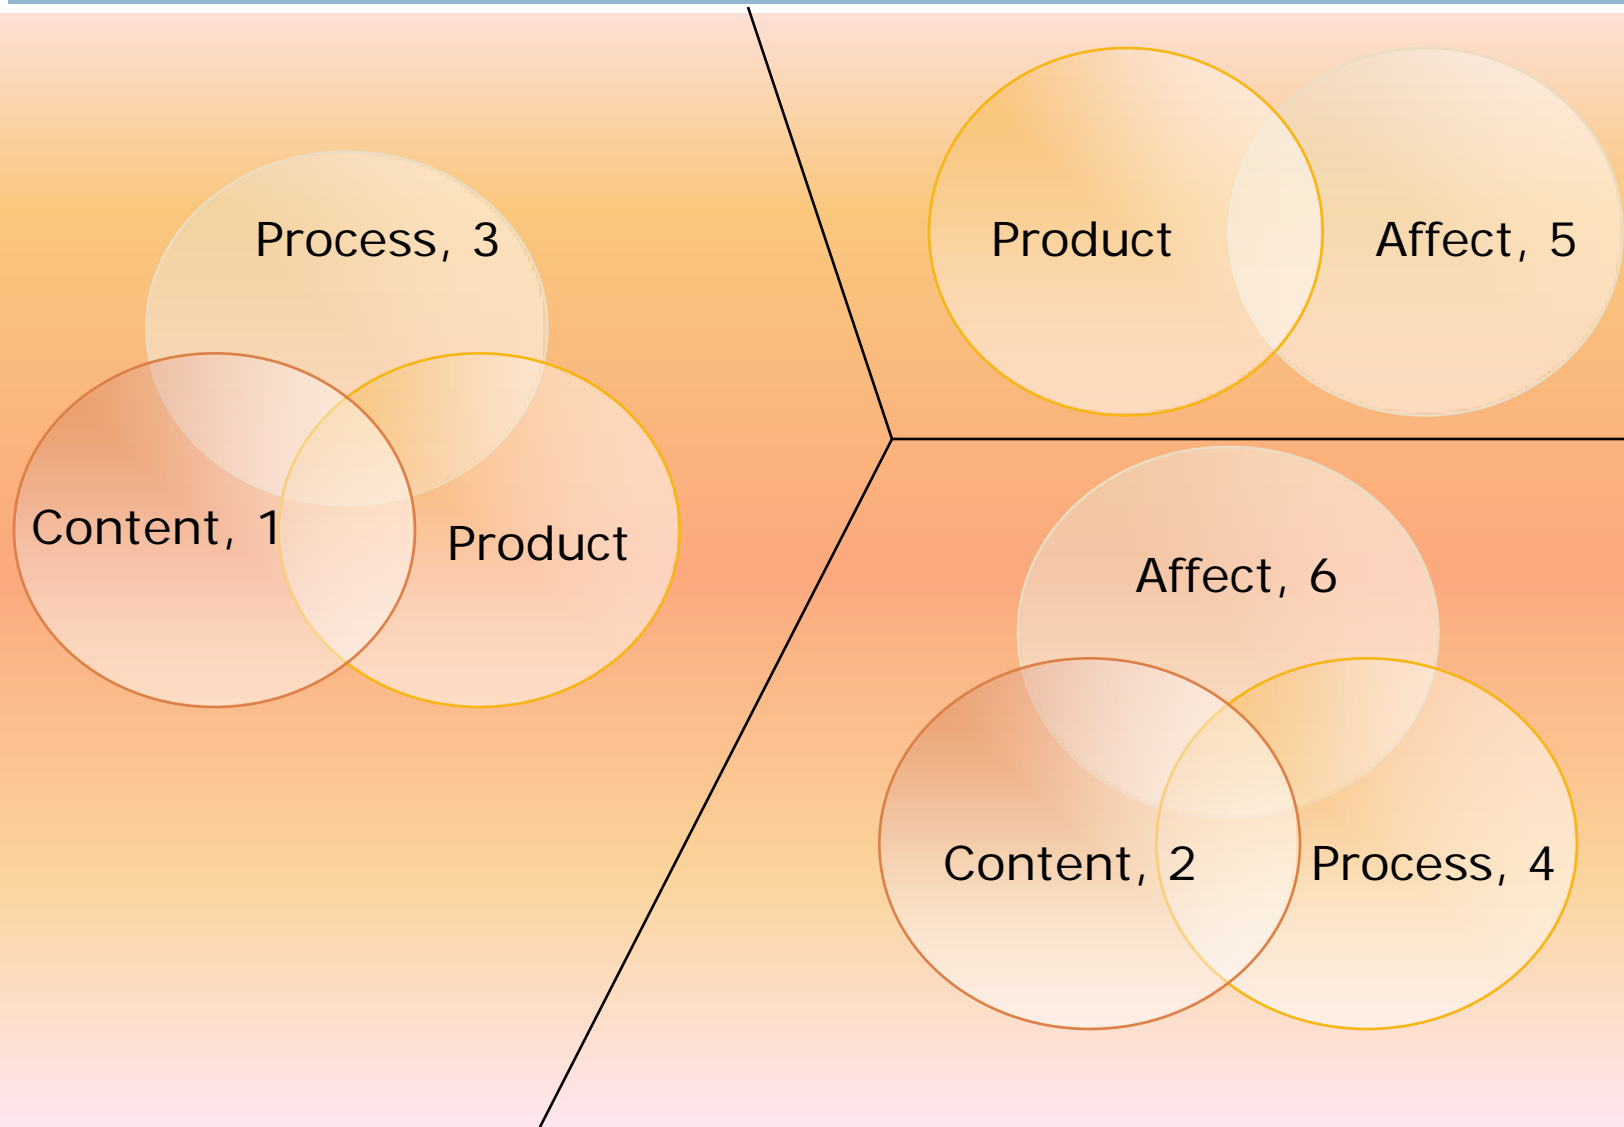 Process, 3
Content, 1
Product
Product
Affect, 5
Affect, 6
Content, 2
Process, 4